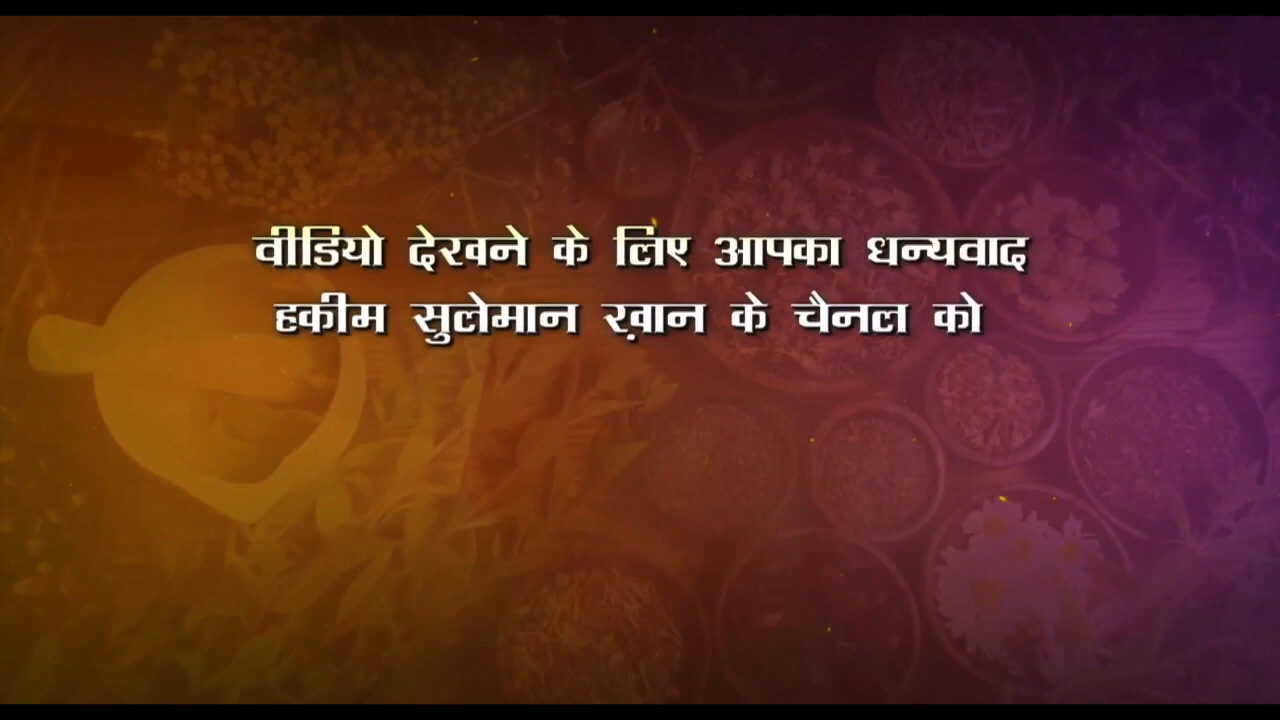 वीडियो देखने के लिए आपका धन्यवाद
हकीम सुलेमान ख़ान के चैनल को